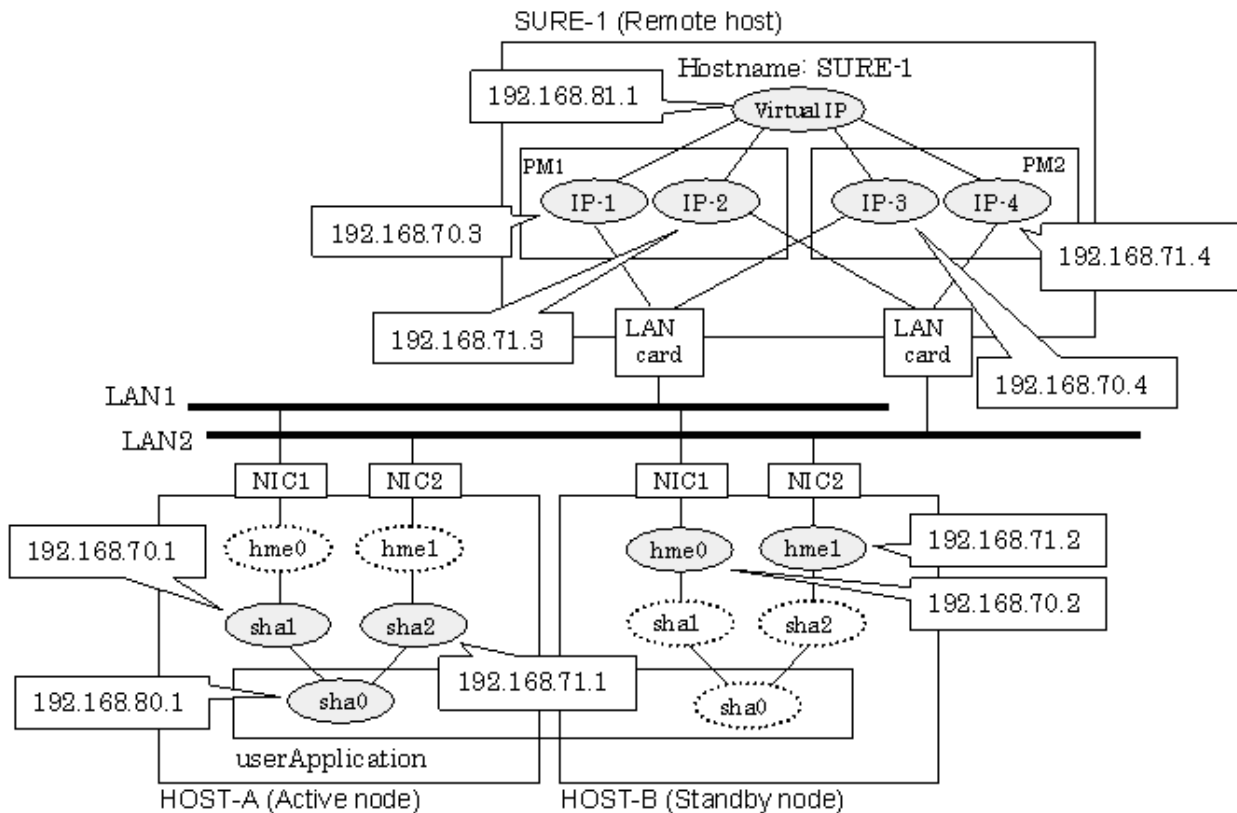 SURE-1 (Remote host)
Hostname: SURE-1
192.168.81.1
Virtual IP
PM1
PM2
IP-1
IP-2
IP-3
IP-4
192.168.70.3
192.168.71.4
192.168.71.3
LAN
card
LAN
card
192.168.70.4
LAN1
LAN2
NIC1
NIC2
NIC1
NIC2
192.168.70.1
hme0
hme1
hme0
hme1
192.168.71.2
192.168.70.2
sha1
sha2
sha1
sha2
192.168.71.1
192.168.80.1
sha0
sha0
userApplication
HOST-A (Active node)
HOST-B (Standby node)